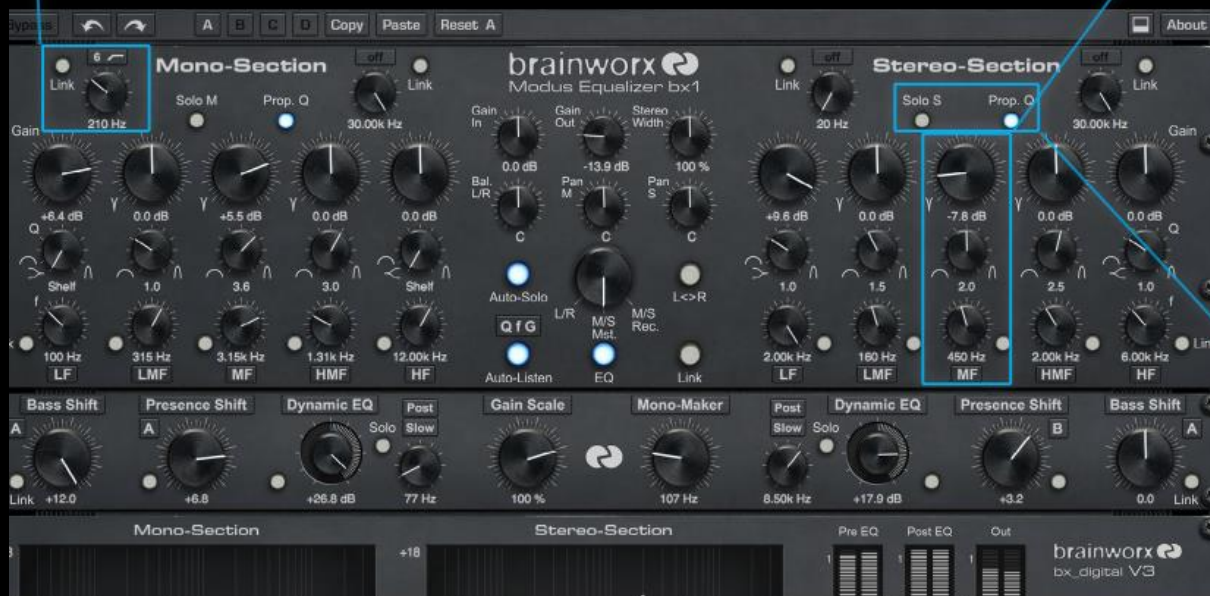 Bypass A B C D Copy Paste Reset A About
6 off off off
Mono-Section brainworx Stereo-Section
Link Link Modus Equalizer bx1 Link Link
Solo M Prop. Q Solo S Prop. Q
210 Hz 30.00k Hz 20 Hz 30.00k Hz
Gain In Gain Out Stereo Width
Gain Gain
0.0 dB -13.9 dB 100 %
Bal. L/R Pan M Pan S
+6.4 dB 0.0 dB +5.5 dB 0.0 dB 0.0 dB +9.6 dB 0.0 dB -7.8 dB 0.0 dB 0.0 dB
Q C C C Q
Shelf 1.0 3.6 3.0 Shelf 1.0 1.5 2.0 2.5 1.0
Auto-Solo L<>R
f L/R M/S Mst. M/S Rec. f
Q f G
100 Hz 315 Hz 3.15k Hz 1.31k Hz 12.00k Hz 2.00k Hz 160 Hz 450 Hz 2.00k Hz 6.00k Hz
LF LMF MF HMF HF Auto-Listen EQ Link LF LMF MF HMF HF
Bass Shift Presence Shift Dynamic EQ Post Gain Scale Mono-Maker Post Dynamic EQ Presence Shift Bass Shift
A A Solo Slow Slow Solo B A
Link +12.0 +6.8 +26.8 dB 77 Hz 100 % 107 Hz 8.50k Hz +17.9 dB +3.2 0.0 Link
Mono-Section Stereo-Section Pre EQ Post EQ Out
+18 1 1 1 brainworx
bx_digital V3